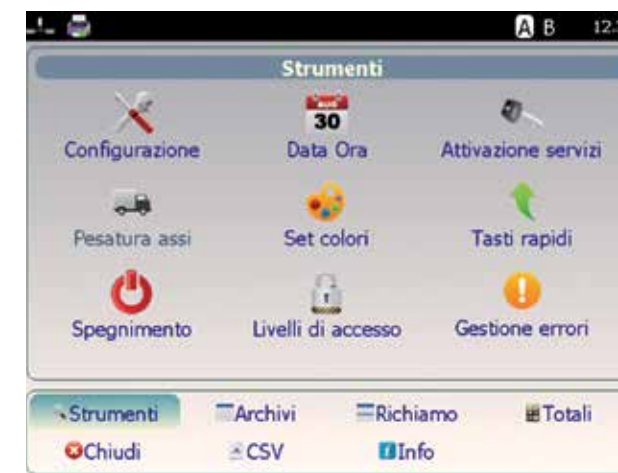 A B 12.
Strumenti
30
Configurazione Data Ora Attivazione servizi
Pesatura assi Set colori Tasti rapidi
Spegnimento Livelli di accesso Gestione errori
Strumenti Archivi Richiamo Totali
Chiudi CSV Info